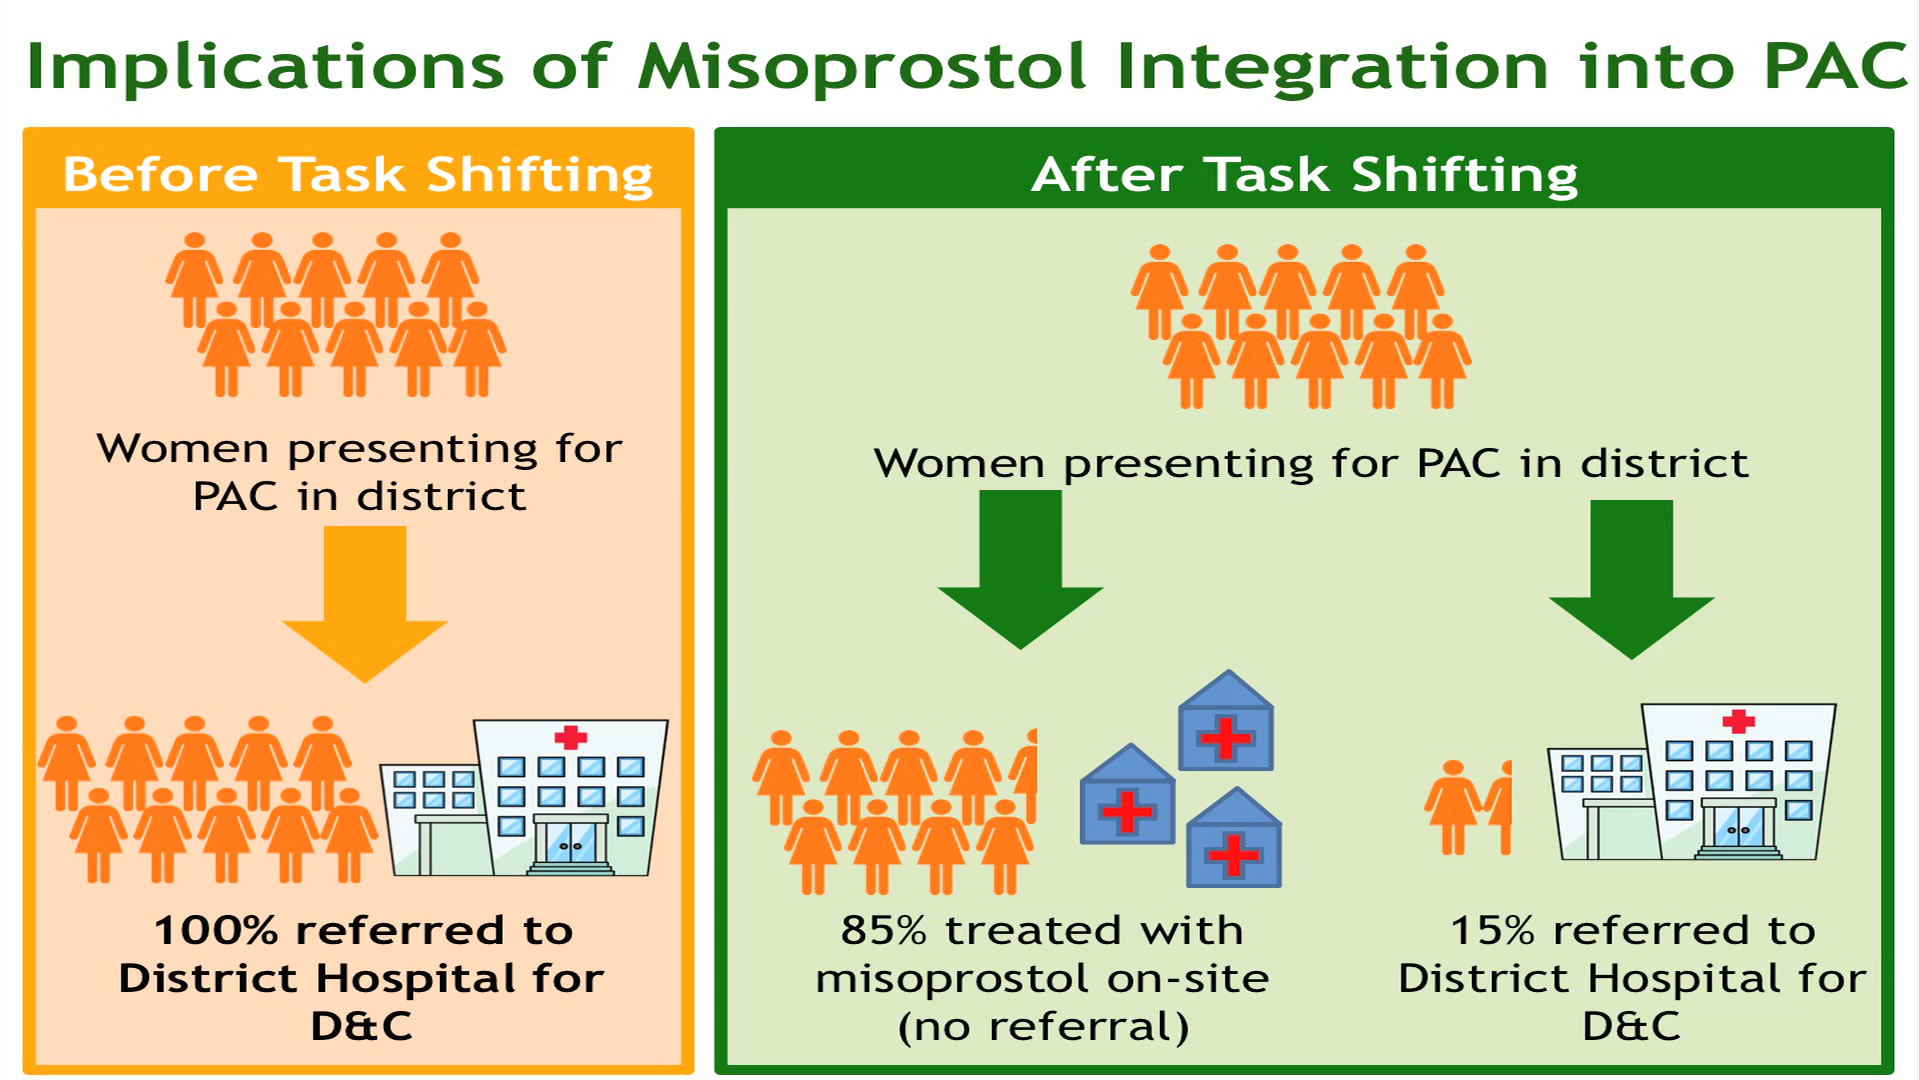 Implications of Misoprostol Integration into PAC
Before Task Shifting
Women presenting for
PAC in district
100% referred to
District Hospital for
D&C
After Task Shifting
Women presenting for PAC in district
85% treated with
misoprostol on-site
(no referral)
15% referred to
District Hospital for
D&C